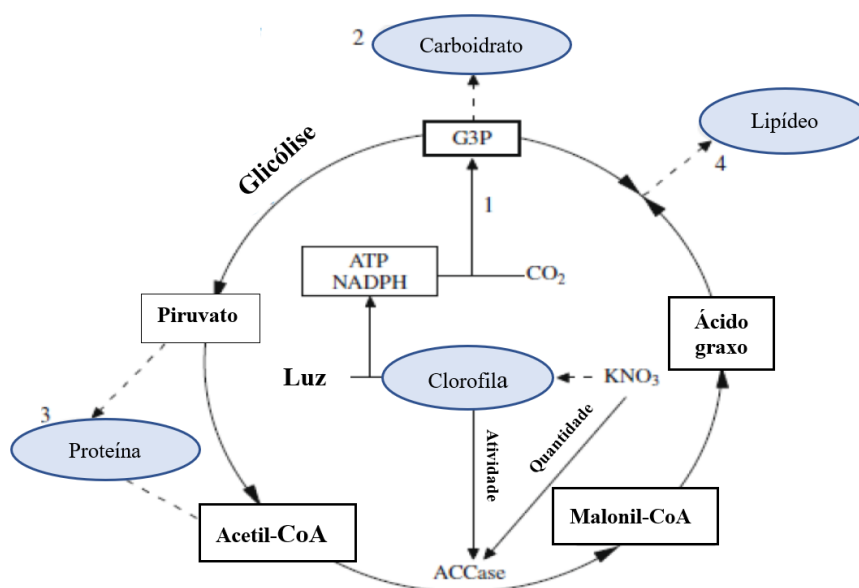 2
Carboidrato
Lipídeo
4
G3P
Glicólise
1
ATP
NADPH
CO₂
Piruvato
Ácido
graxo
Luz
Clorofila
KNO₃
3
Proteína
Atividade
Quantidade
Acetil-CoA
Malonil-CoA
ACCase